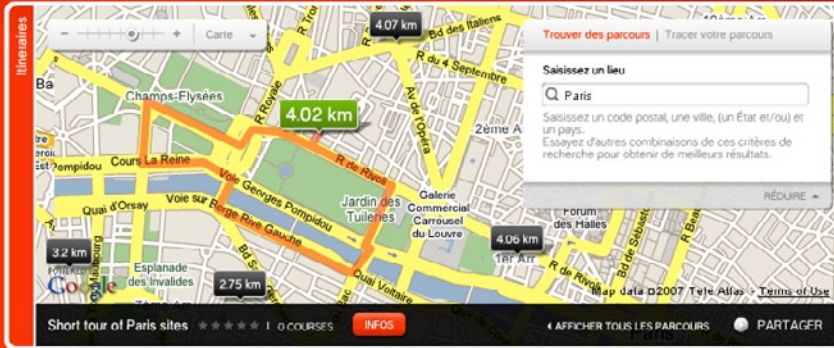 Itineraires
Carte
4.07 km
Bd des Italiens
R du 4 Septembre
Champs-Elysées
R Royale
Av de l'Opéra
4.02 km
2ème
Cours La Reine
Pompidou
R de Rivoli
Voie Georges Pompidou
Jardin des
Tuileries
Galerie
Commercial
Carrousel
du Louvre
Quai d'Orsay
Voie sur Berge Rive Gauche
Forum
des Halles
4.06 km
1er Arr
R de Rivoli
Bd de
3.2 km
Esplanade
des Invalides
2.75 km
Quai Voltaire
POWERED
Google
Map data ©2007 Tele Atlas - Terms of Use
Trouver des parcours | Tracer votre parcours
Saisissez un lieu
Paris
Saisissez un code postal, une ville, (un État et/ou) et
un pays.
Essayez d'autres combinaisons de ces critères de
recherche pour obtenir de meilleurs résultats.
RÉDUIRE
Short tour of Paris sites
0 COURSES
INFOS
AFFICHER TOUS LES PARCOURS
PARTAGER